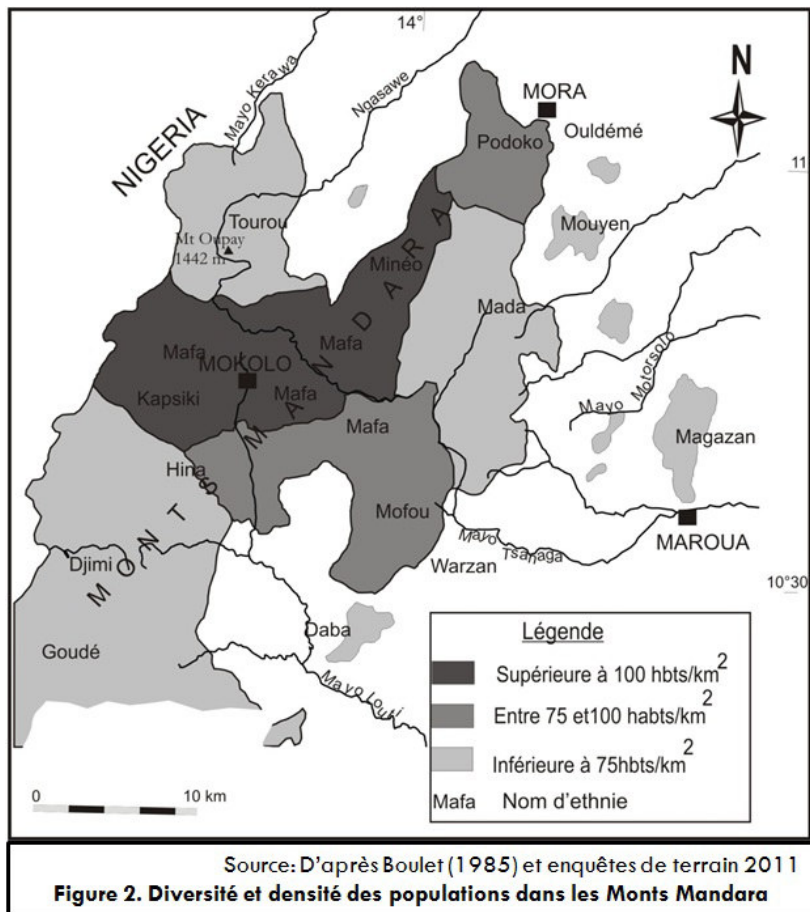 14°
N
MORA
Ouldémé
Mayo Kerawa
Ngasawe
NIGERIA
Podoko
11
Tourou
Mt Oupay
1442 m
Mouyen
Minéo
Mada
Mafa
Mafa
MOKOLO
Mafa
Kapsiki
Mafa
Mayo Motorsolo
Magazan
Hina
Mofou
MONTS MANDARA
Mayo Tsanaga
MAROUA
Warzan
Djimi
10°30
Daba
Goudé
Mayo Louti
Légende
Supérieure à 100 hbts/km²
Entre 75 et100 habts/km²
Inférieure à 75hbts/km²
Mafa Nom d'ethnie
0 10 km
Source: D'après Boulet (1985) et enquêtes de terrain 2011
Figure 2. Diversité et densité des populations dans les Monts Mandara